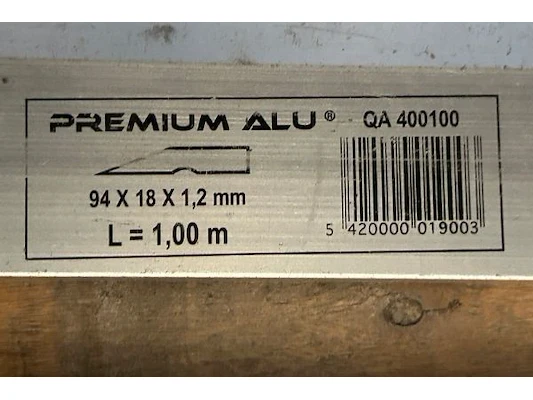 PREMIUM ALU® QA 400100
94 X 18 X 1,2 mm
L = 1,00 m
5 420000 019003